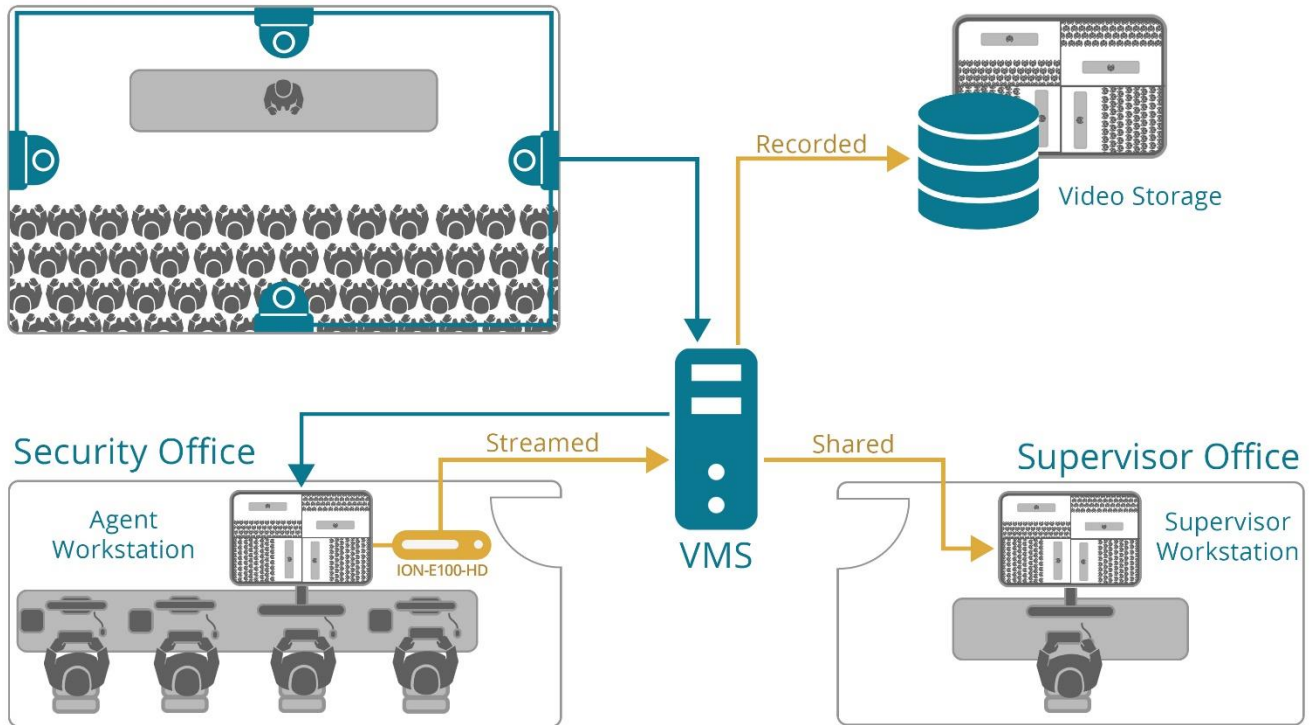 Recorded
Video Storage
Security Office
Streamed
Shared
Supervisor Office
Agent
Workstation
ION-E100-HD
VMS
Supervisor
Workstation